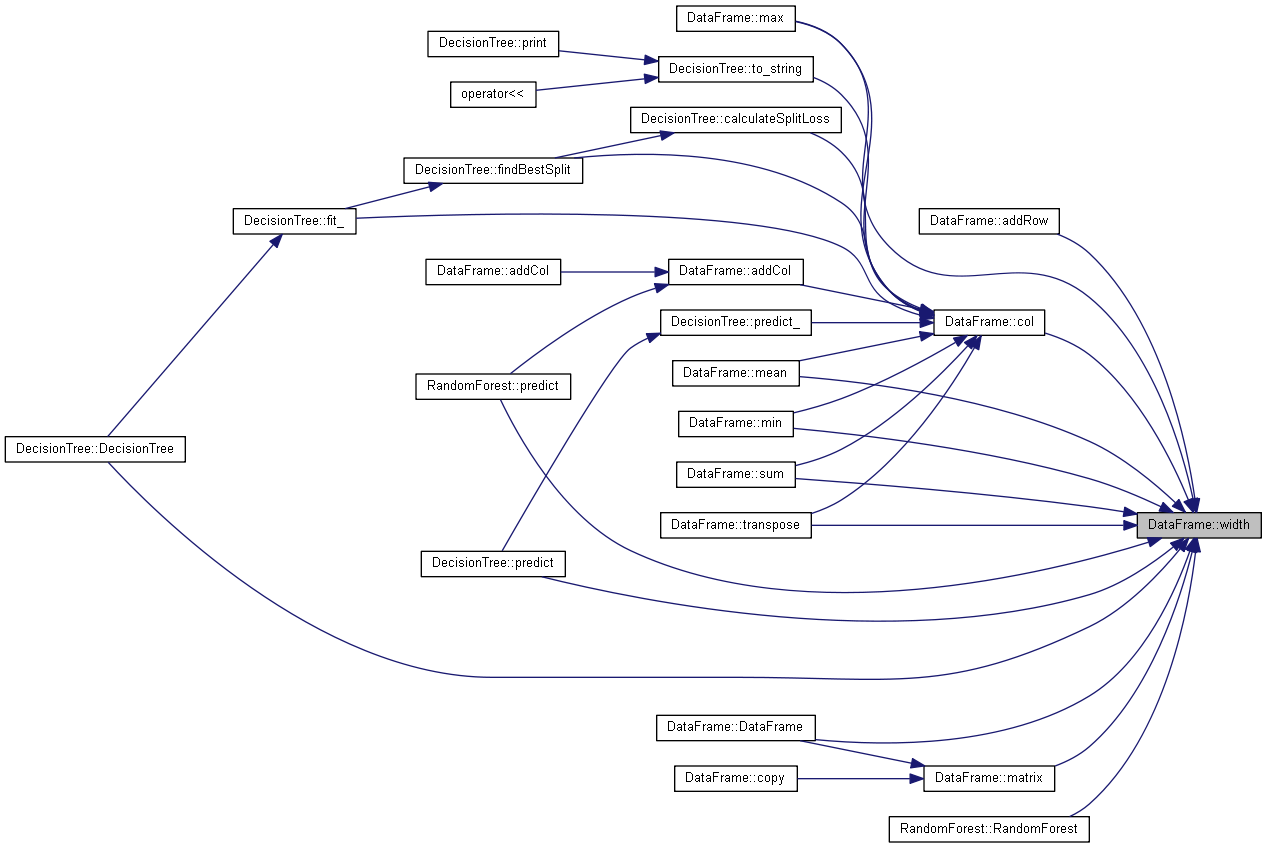 DataFrame::max
DecisionTree::print
DecisionTree::to_string
operator<<
DecisionTree::calculateSplitLoss
DecisionTree::findBestSplit
DecisionTree::fit_
DataFrame::addRow
DataFrame::addCol
DataFrame::addCol
DecisionTree::predict_
DataFrame::col
DataFrame::mean
RandomForest::predict
DataFrame::min
DecisionTree::DecisionTree
DataFrame::sum
DataFrame::transpose
DataFrame::width
DecisionTree::predict
DataFrame::DataFrame
DataFrame::copy
DataFrame::matrix
RandomForest::RandomForest